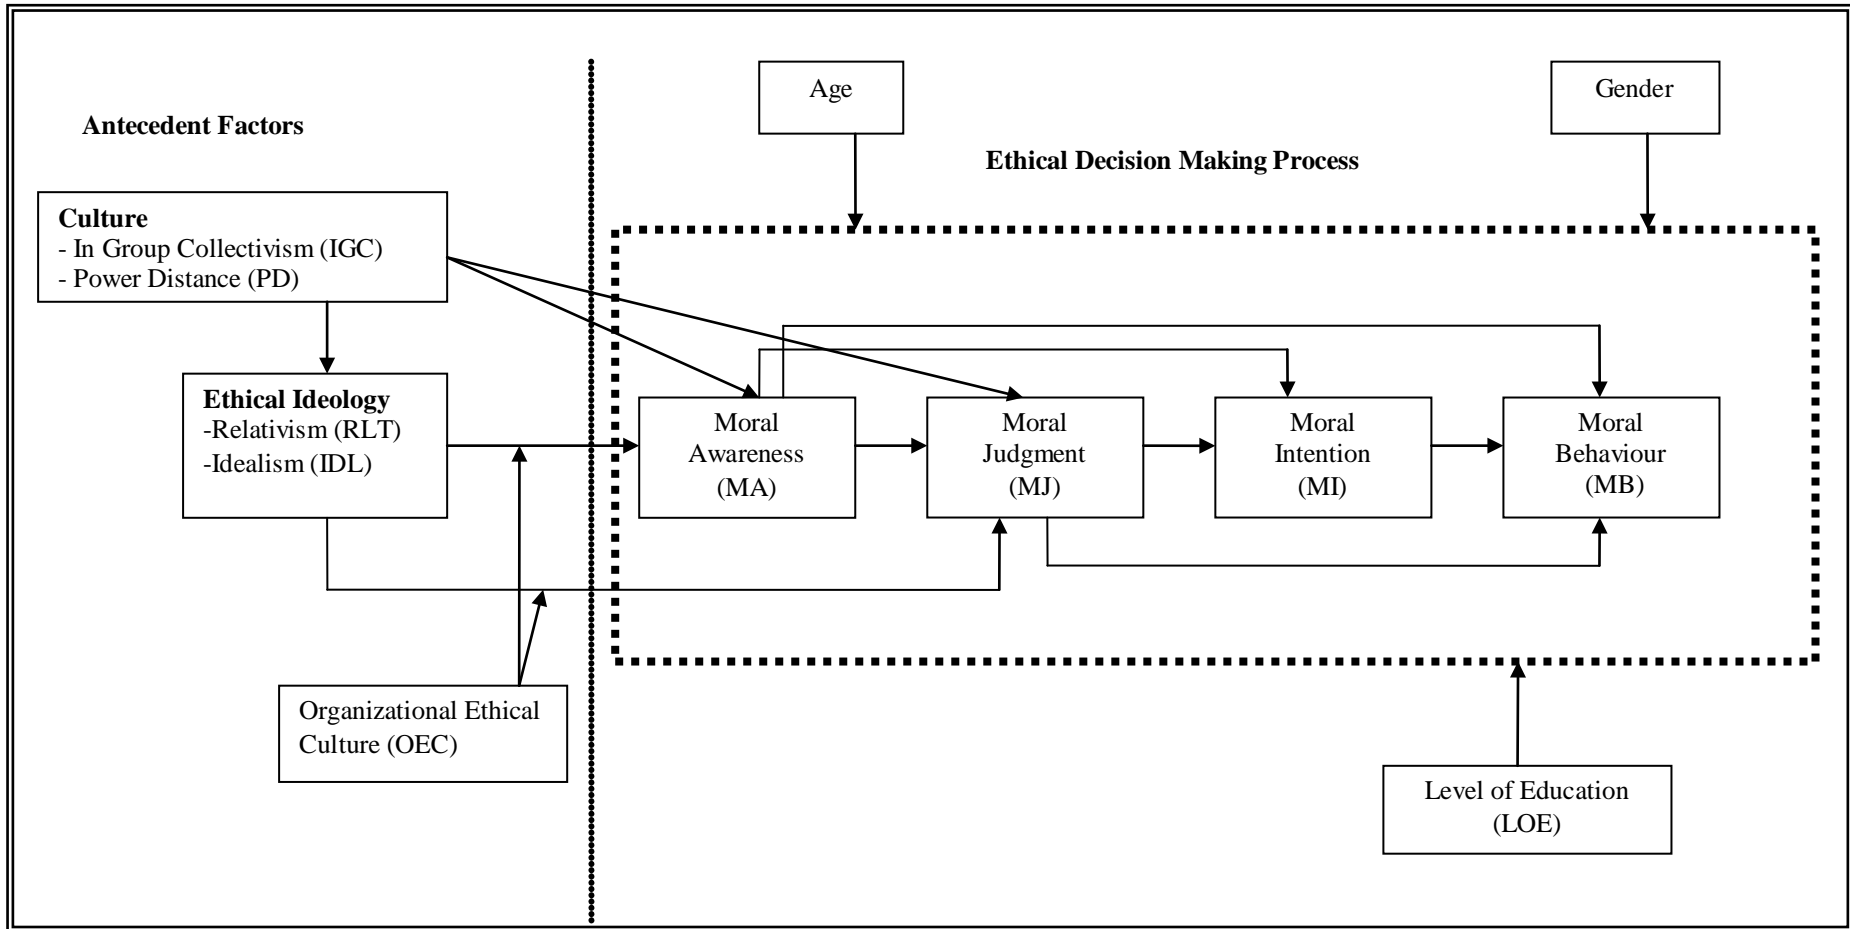 Age
Gender
Antecedent Factors
Ethical Decision Making Process
Culture
- In Group Collectivism (IGC)
- Power Distance (PD)
Ethical Ideology
-Relativism (RLT)
-Idealism (IDL)
Moral
Awareness
(MA)
Moral
Judgment
(MJ)
Moral
Intention
(MI)
Moral
Behaviour
(MB)
Organizational Ethical
Culture (OEC)
Level of Education
(LOE)